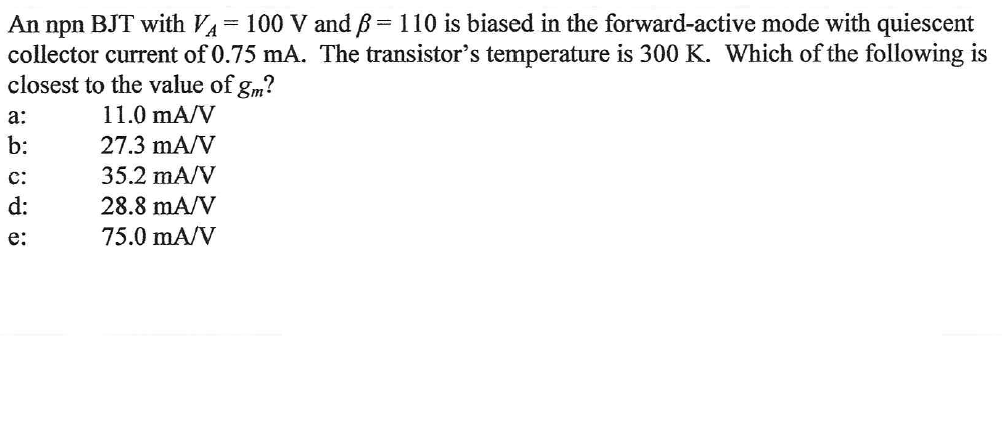 An npn BJT with V_A = 100 V and β = 110 is biased in the forward-active mode with quiescent
collector current of 0.75 mA. The transistor's temperature is 300 K. Which of the following is
closest to the value of g_m?
a: 11.0 mA/V
b: 27.3 mA/V
c: 35.2 mA/V
d: 28.8 mA/V
e: 75.0 mA/V